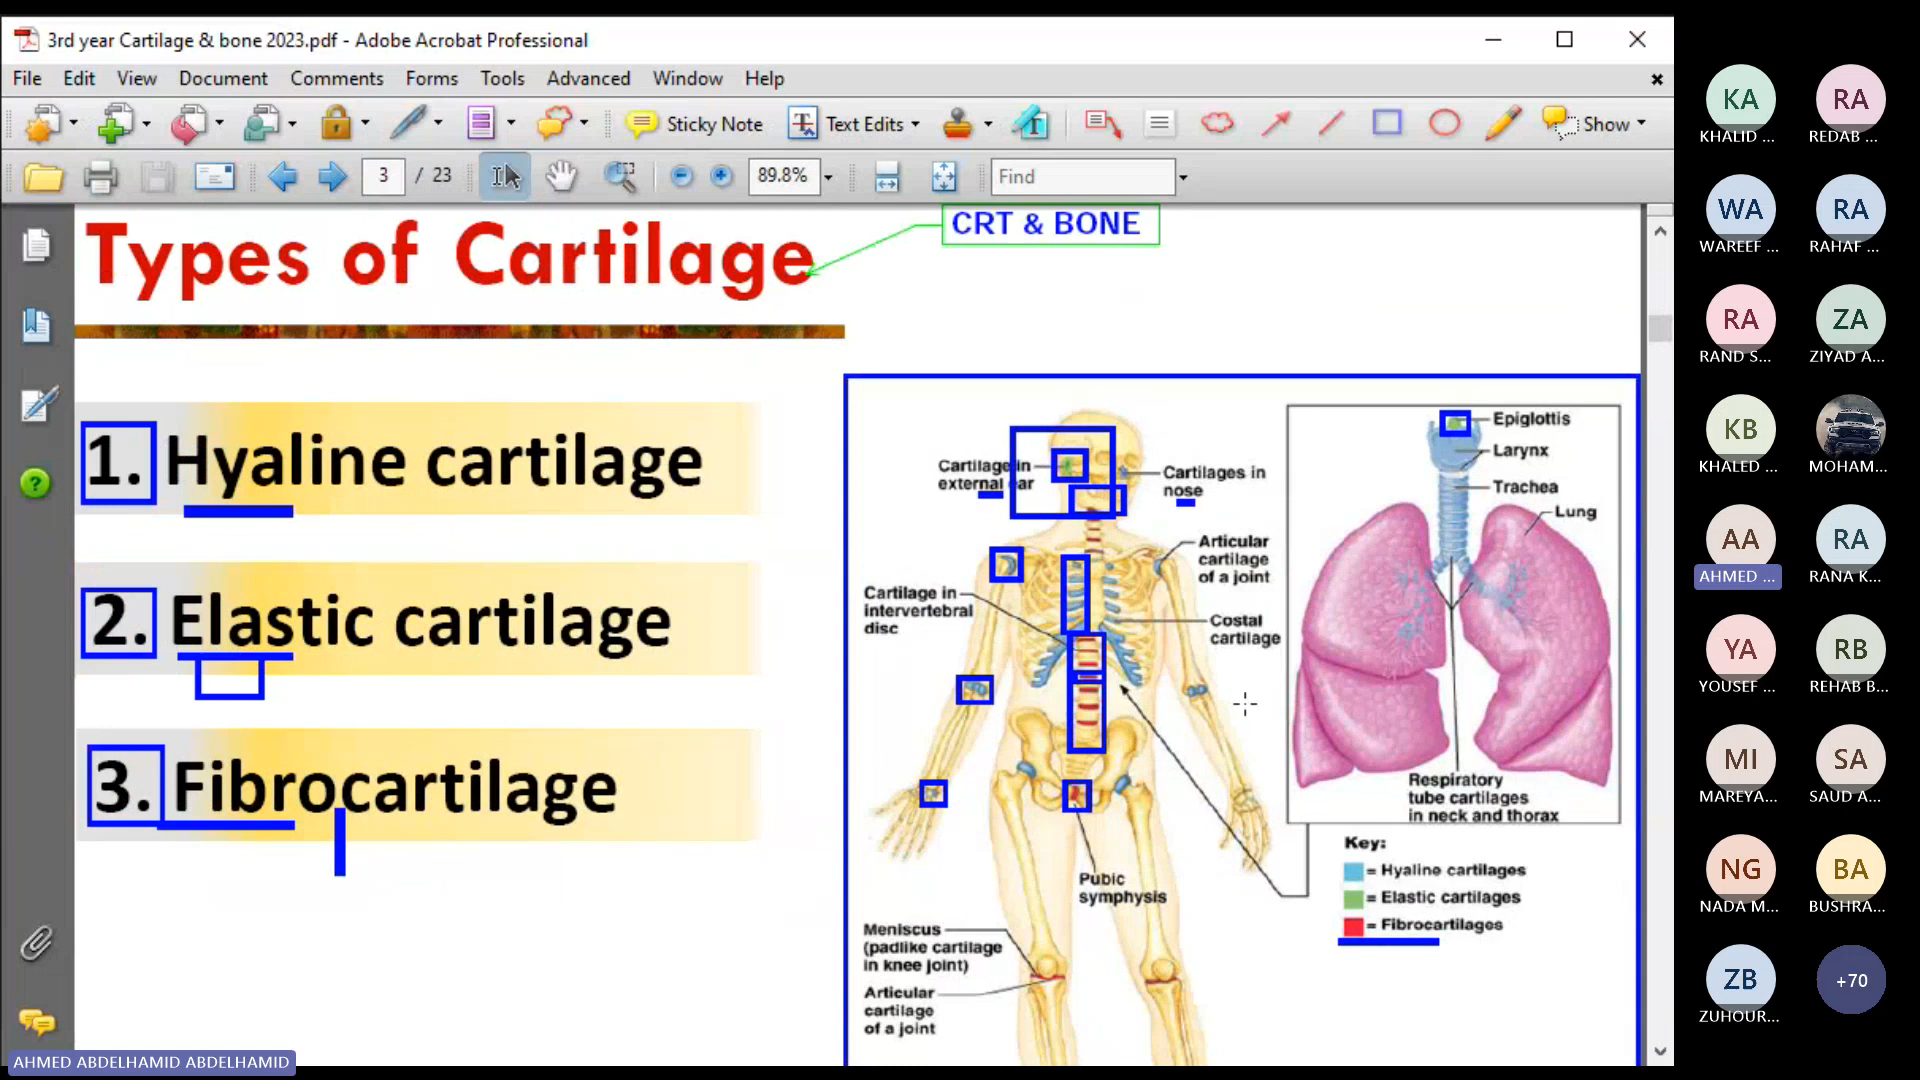 3rd year Cartilage & bone 2023.pdf - Adobe Acrobat Professional
File Edit View Document Comments Forms Tools Advanced Window Help
Sticky Note Text Edits Show
3 / 23 89.8% Find
CRT & BONE
Types of Cartilage
1. Hyaline cartilage
2. Elastic cartilage
3. Fibrocartilage
Cartilage in
external ear
Cartilages in
nose
Articular
cartilage
of a joint
Cartilage in
intervertebral
disc
Costal
cartilage
Pubic
symphysis
Meniscus
(padlike cartilage
in knee joint)
Articular
cartilage
of a joint
Epiglottis
Larynx
Trachea
Lung
Respiratory
tube cartilages
in neck and thorax
Key:
= Hyaline cartilages
= Elastic cartilages
= Fibrocartilages
AHMED ABDELHAMID ABDELHAMID
KA RA
KHALID ... REDAB ...
WA RA
WAREEF ... RAHAF ...
RA ZA
RAND S... ZIYAD A...
KB
KHALED ... MOHAM...
AA RA
AHMED ... RANA K...
YA RB
YOUSEF ... REHAB B...
MI SA
MAREYA... SAUD A...
NG BA
NADA M... BUSHRA...
ZB +70
ZUHOUR...